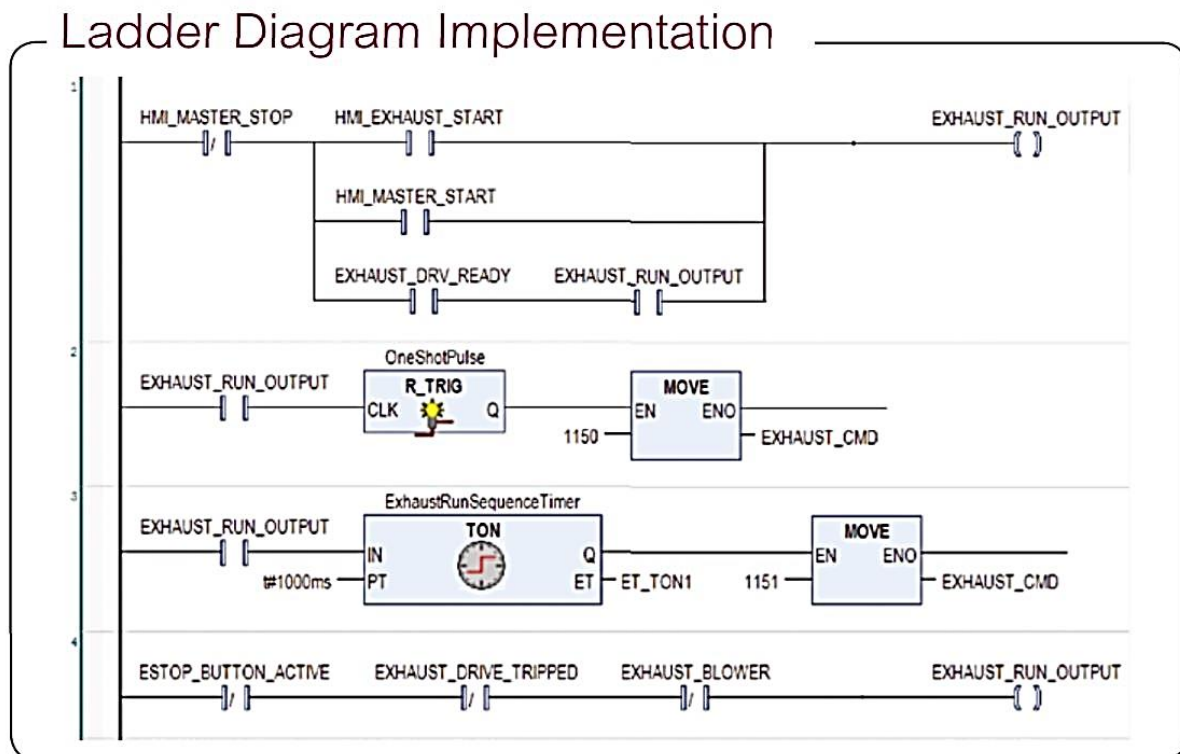 Ladder Diagram Implementation
1
HMI_MASTER_STOP HMI_EXHAUST_START EXHAUST_RUN_OUTPUT
HMI_MASTER_START
EXHAUST_DRV_READY EXHAUST_RUN_OUTPUT
2
OneShotPulse
EXHAUST_RUN_OUTPUT R_TRIG MOVE
CLK Q EN ENO
1150 EXHAUST_CMD
3
ExhaustRunSequenceTimer
EXHAUST_RUN_OUTPUT TON MOVE
IN Q EN ENO
t#1000ms PT ET ET_TON1 1151 EXHAUST_CMD
4
ESTOP_BUTTON_ACTIVE EXHAUST_DRIVE_TRIPPED EXHAUST_BLOWER EXHAUST_RUN_OUTPUT